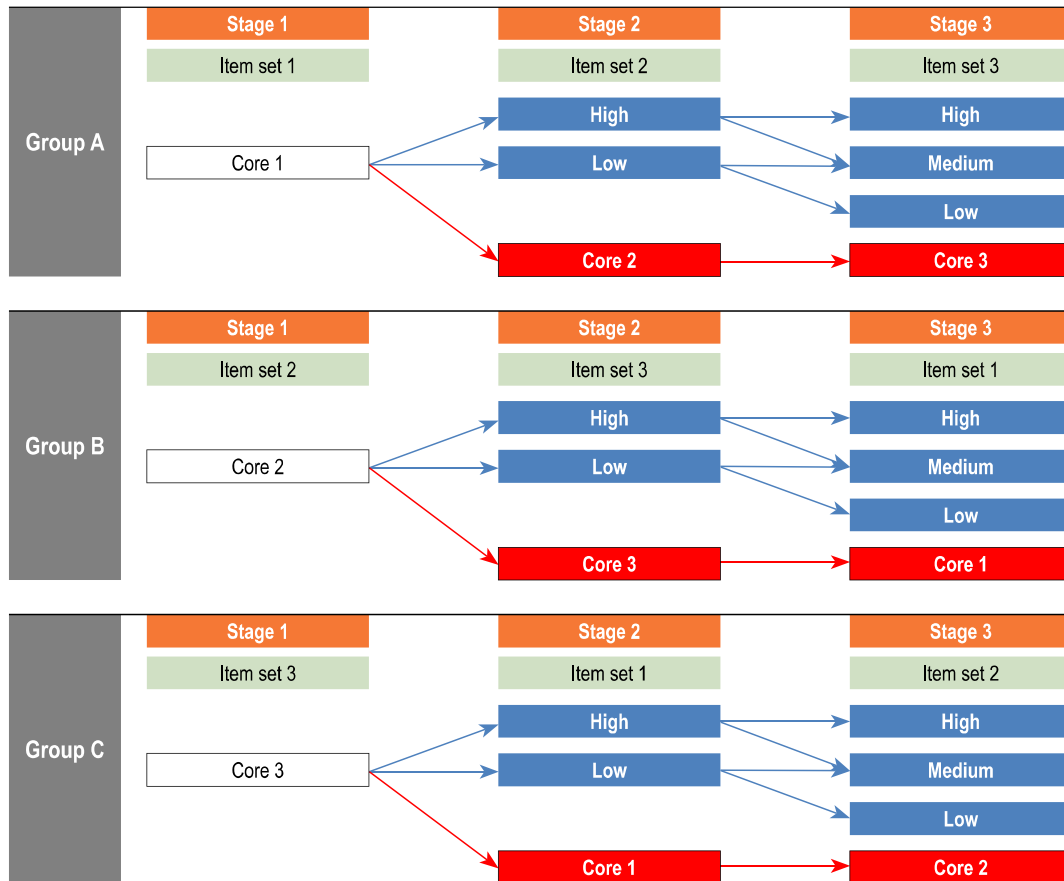 Stage 1 Stage 2 Stage 3
Item set 1 Item set 2 Item set 3
High High
Group A
Core 1 Low Medium
Low
Core 2 Core 3
Stage 1 Stage 2 Stage 3
Item set 2 Item set 3 Item set 1
High High
Group B
Core 2 Low Medium
Low
Core 3 Core 1
Stage 1 Stage 2 Stage 3
Item set 3 Item set 1 Item set 2
High High
Group C
Core 3 Low Medium
Low
Core 1 Core 2